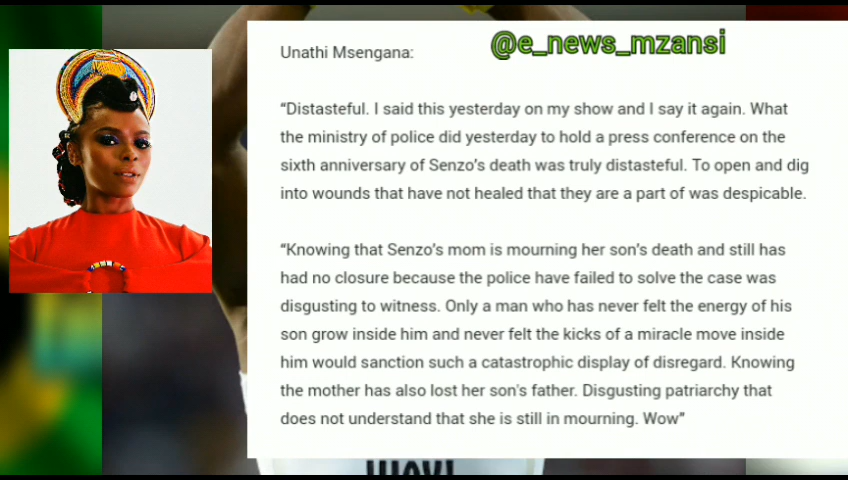 @e_news_mzansi
Unathi Msengana:
“Distasteful. I said this yesterday on my show and I say it again. What
the ministry of police did yesterday to hold a press conference on the
sixth anniversary of Senzo’s death was truly distasteful. To open and dig
into wounds that have not healed that they are a part of was despicable.
“Knowing that Senzo’s mom is mourning her son’s death and still has
had no closure because the police have failed to solve the case was
disgusting to witness. Only a man who has never felt the energy of his
son grow inside him and never felt the kicks of a miracle move inside
him would sanction such a catastrophic display of disregard. Knowing
the mother has also lost her son's father. Disgusting patriarchy that
does not understand that she is still in mourning. Wow”